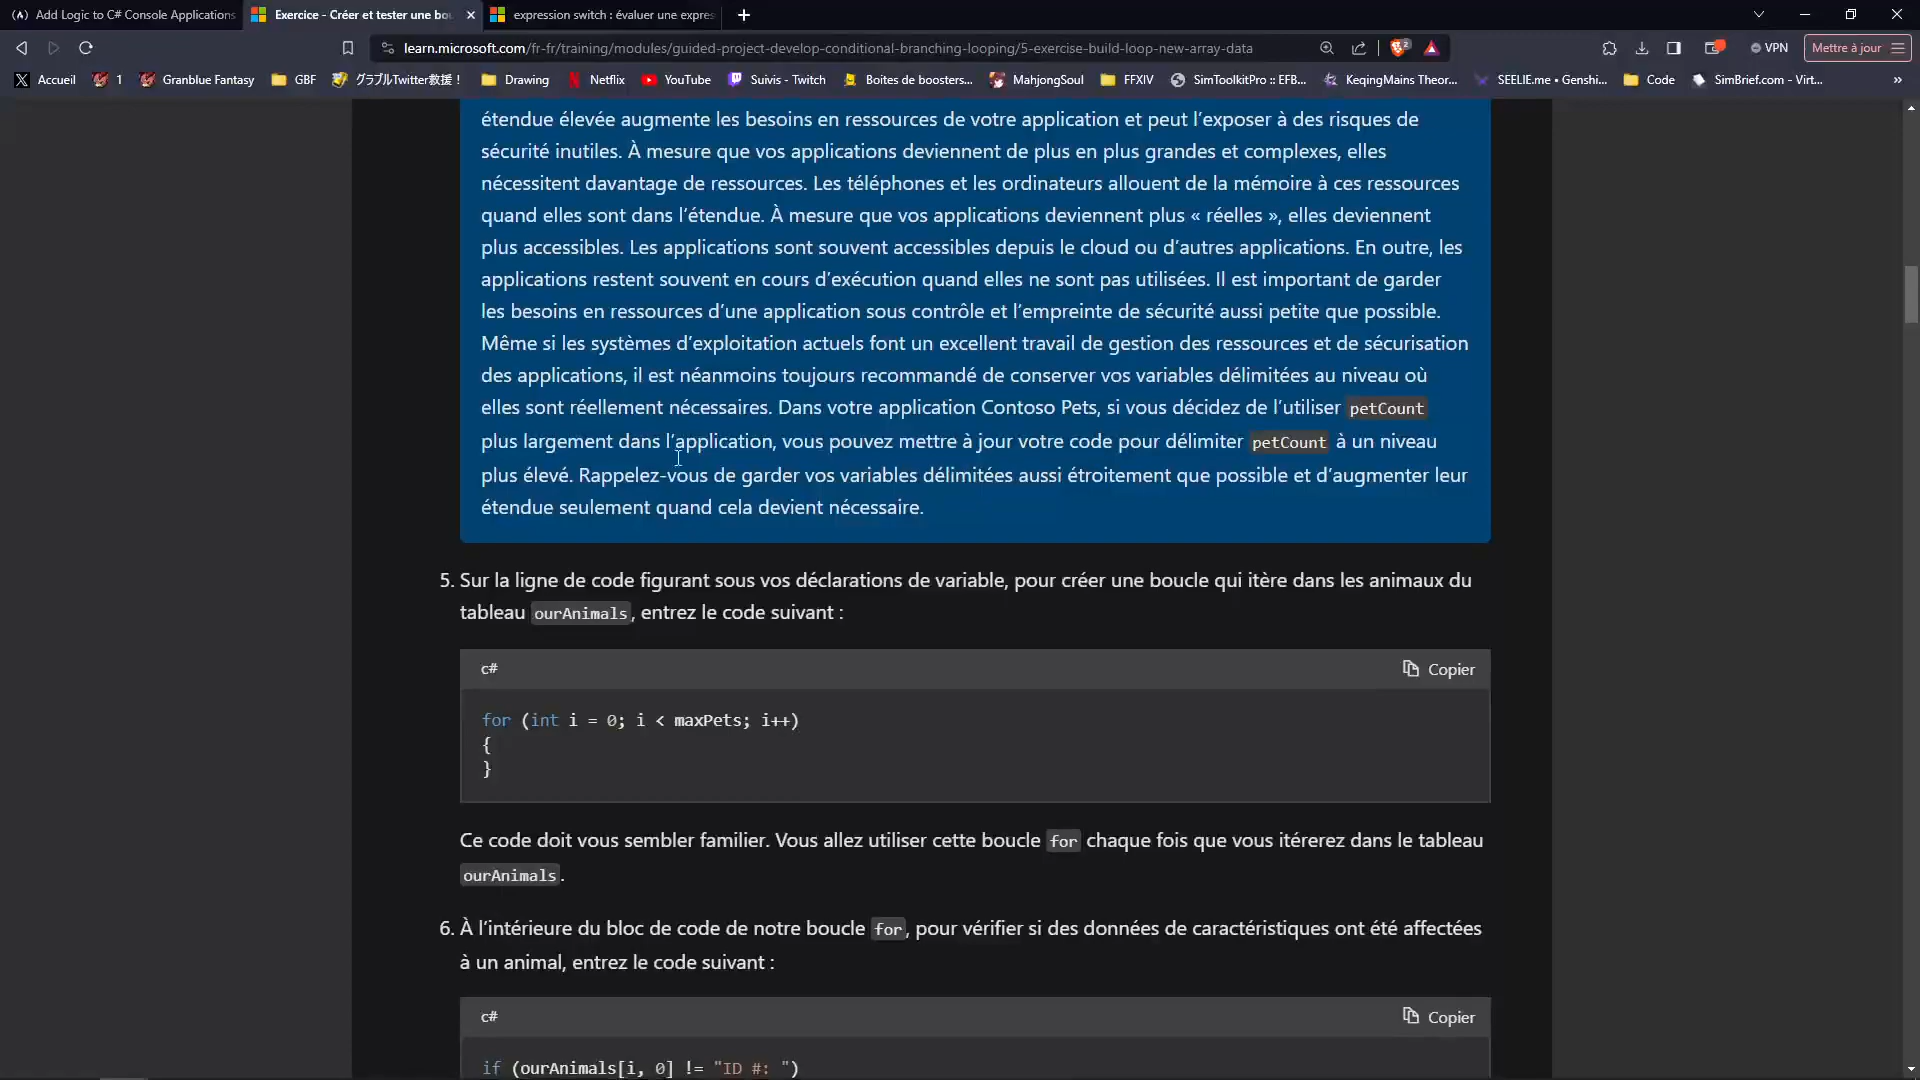 Add Logic to C# Console Applications
Exercice - Créer et tester une bou
expression switch : évaluer une expres
learn.microsoft.com/fr-fr/training/modules/guided-project-develop-conditional-branching-looping/5-exercise-build-loop-new-array-data
2
VPN
Mettre à jour
Accueil
1
Granblue Fantasy
GBF
グラブルTwitter救援！
Drawing
Netflix
YouTube
Suivis - Twitch
Boites de boosters...
MahjongSoul
FFXIV
SimToolkitPro :: EFB...
KeqingMains Theor...
SEELIE.me • Genshi...
Code
SimBrief.com - Virt...
»
étendue élevée augmente les besoins en ressources de votre application et peut l’exposer à des risques de
sécurité inutiles. À mesure que vos applications deviennent de plus en plus grandes et complexes, elles
nécessitent davantage de ressources. Les téléphones et les ordinateurs allouent de la mémoire à ces ressources
quand elles sont dans l’étendue. À mesure que vos applications deviennent plus « réelles », elles deviennent
plus accessibles. Les applications sont souvent accessibles depuis le cloud ou d’autres applications. En outre, les
applications restent souvent en cours d’exécution quand elles ne sont pas utilisées. Il est important de garder
les besoins en ressources d’une application sous contrôle et l’empreinte de sécurité aussi petite que possible.
Même si les systèmes d’exploitation actuels font un excellent travail de gestion des ressources et de sécurisation
des applications, il est néanmoins toujours recommandé de conserver vos variables délimitées au niveau où
elles sont réellement nécessaires. Dans votre application Contoso Pets, si vous décidez de l’utiliser petCount
plus largement dans l’application, vous pouvez mettre à jour votre code pour délimiter petCount à un niveau
plus élevé. Rappelez-vous de garder vos variables délimitées aussi étroitement que possible et d’augmenter leur
étendue seulement quand cela devient nécessaire.
5. Sur la ligne de code figurant sous vos déclarations de variable, pour créer une boucle qui itère dans les animaux du
tableau ourAnimals, entrez le code suivant :
c#
Copier
for (int i = 0; i < maxPets; i++)
{
}
Ce code doit vous sembler familier. Vous allez utiliser cette boucle for chaque fois que vous itérerez dans le tableau
ourAnimals.
6. À l’intérieure du bloc de code de notre boucle for, pour vérifier si des données de caractéristiques ont été affectées
à un animal, entrez le code suivant :
c#
Copier
if (ourAnimals[i, 0] != "ID #: ")